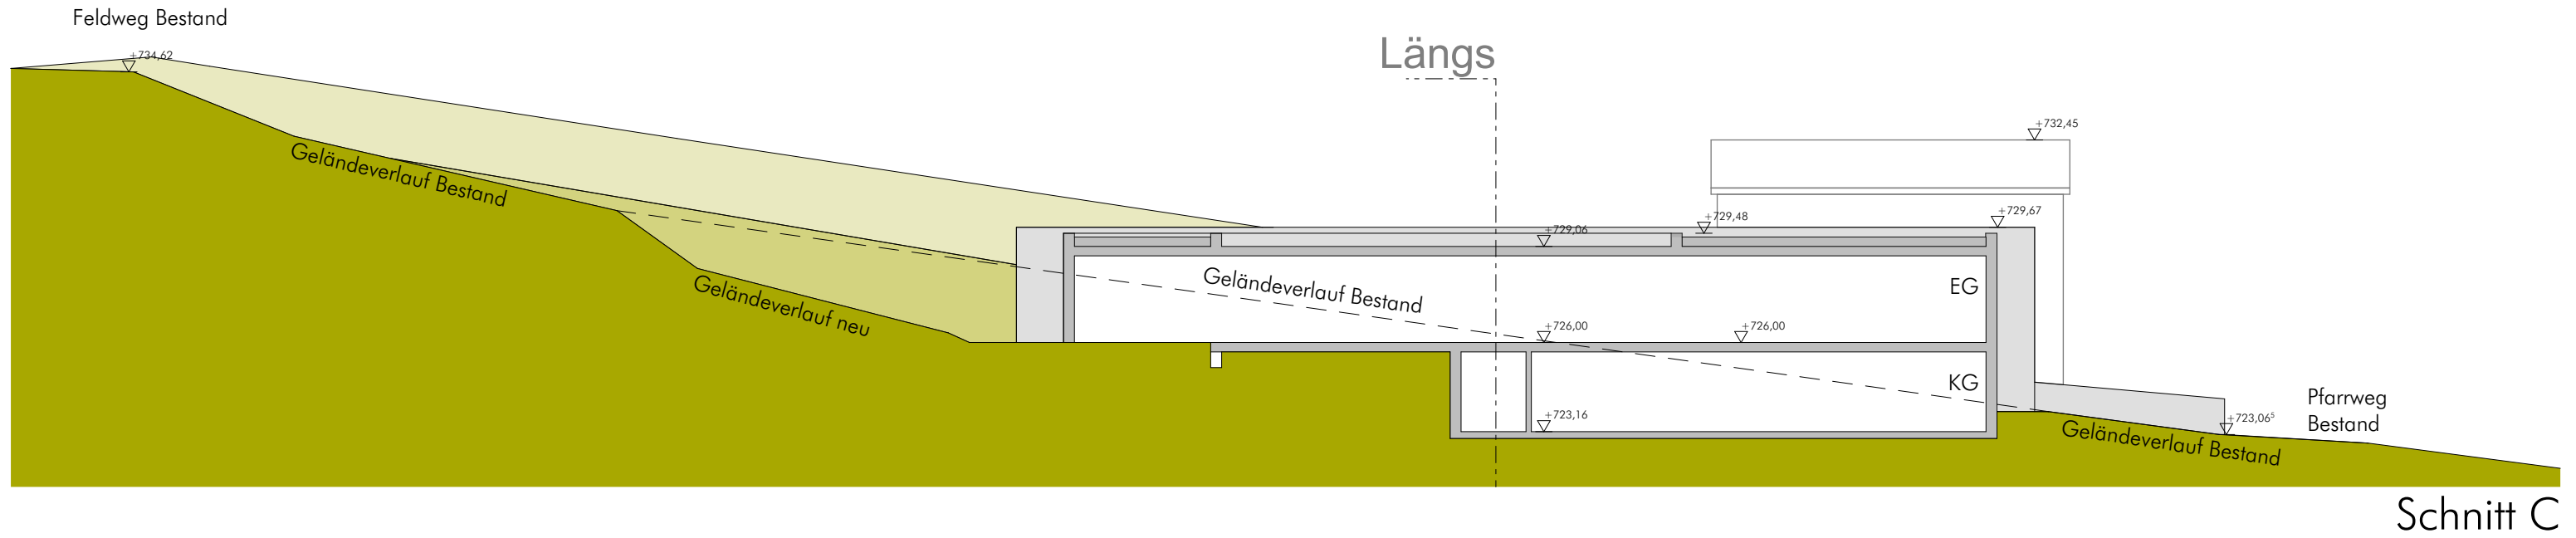 Feldweg Bestand
+734,62
Längs
+732,45
+729,67
+729,48
+729,06
Geländeverlauf Bestand
Geländeverlauf Bestand
Geländeverlauf neu
EG
+726,00
+726,00
KG
+723,16
Pfarrweg
Bestand
+723,06⁵
Geländeverlauf Bestand
Schnitt C